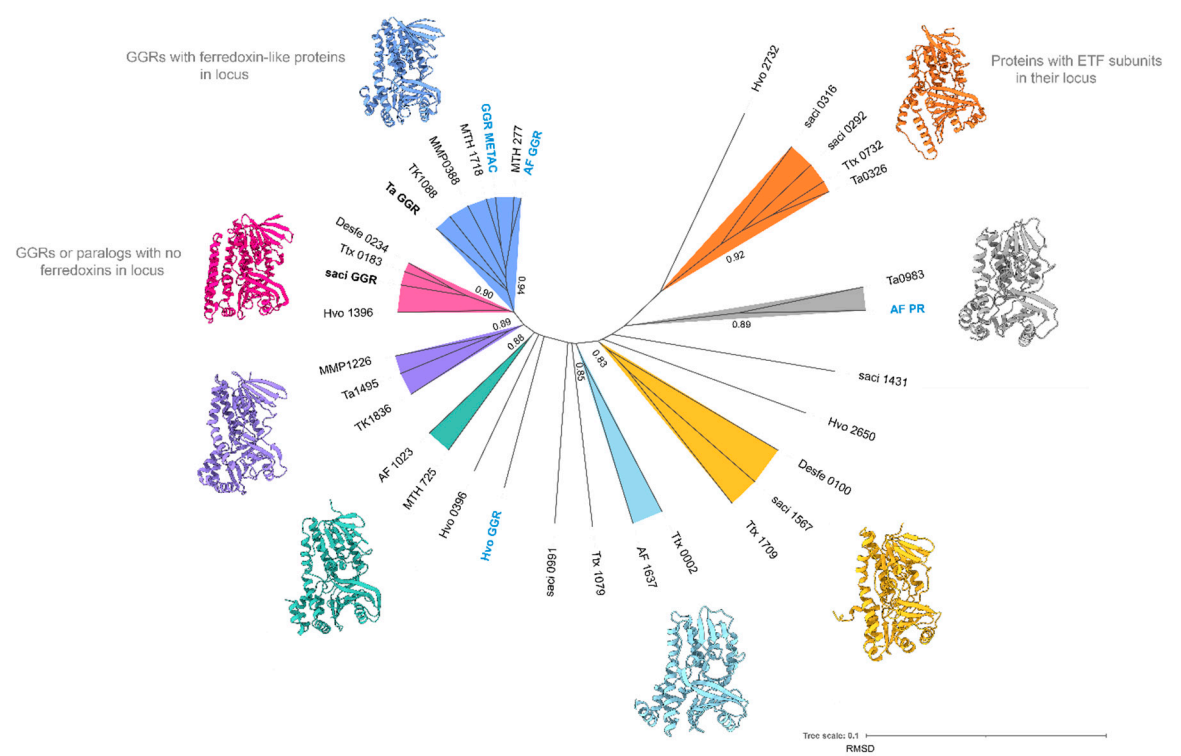 GGRs with ferredoxin-like proteins
in locus
Proteins with ETF subunits
in their locus
GGRs or paralogs with no
ferredoxins in locus
Hvo 2732
saci 0316
saci 0292
Ttx 0732
Ta0326
0.92
Ta0983
AF PR
0.89
saci 1431
Hvo 2650
Desfe 0100
saci 1567
Ttx 1709
0.83
Ttx 0002
AF 1637
0.85
Ttx 1079
saci 0991
Hvo GGR
Hvo 0396
MTH 725
AF 1023
0.88
TK1836
Ta1495
MMP1226
0.89
Hvo 1396
saci GGR
Ttx 0183
Desfe 0234
0.90
Ta GGR
TK1088
MMP0388
MTH 1718
GGR METAC
MTH 277
AF GGR
0.94
Tree scale: 0.1
RMSD